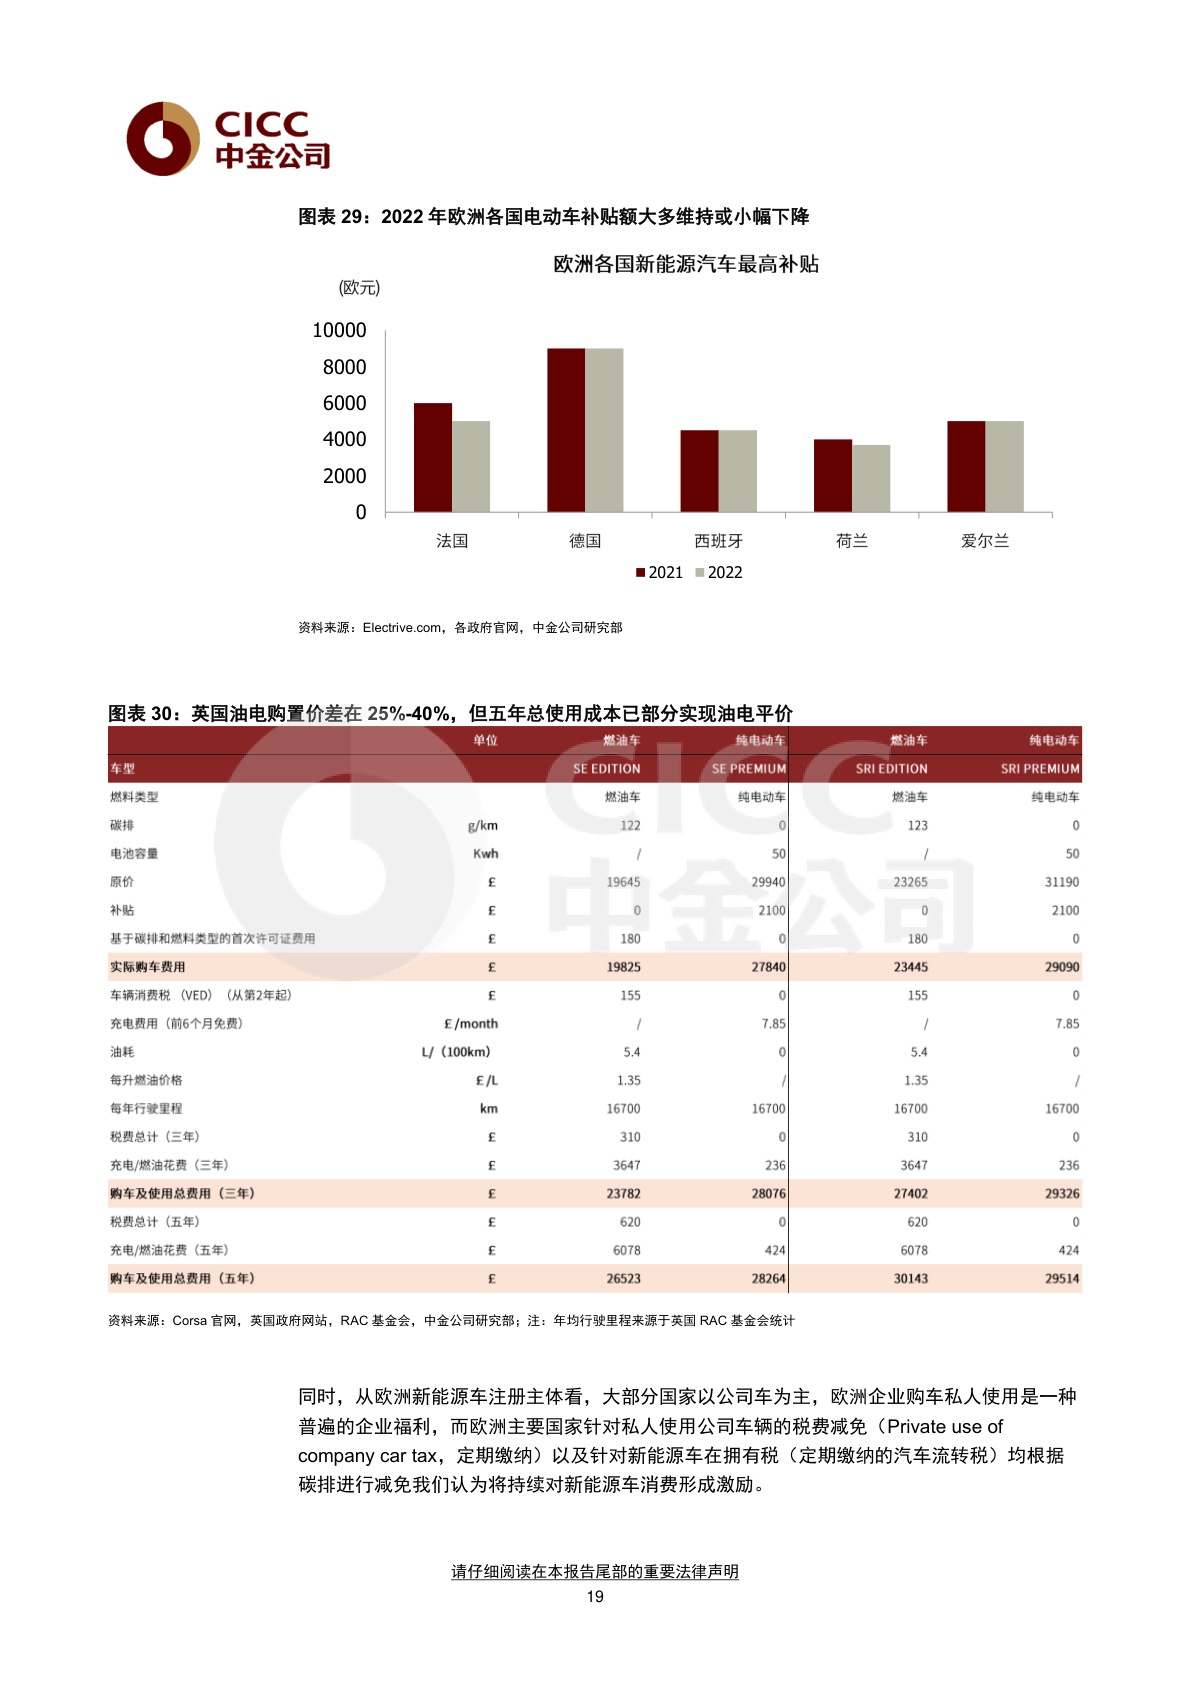 CICC
中金公司
图表 29：2022 年欧洲各国电动车补贴额大多维持或小幅下降
欧洲各国新能源汽车最高补贴
(欧元)
10000
8000
6000
4000
2000
0
法国 德国 西班牙 荷兰 爱尔兰
2021 2022
资料来源：Electrive.com，各政府官网，中金公司研究部
图表 30：英国油电购置价差在 25%-40%，但五年总使用成本已部分实现油电平价
单位 燃油车 纯电动车 燃油车 纯电动车
车型 SE EDITION SE PREMIUM SRI EDITION SRI PREMIUM
燃料类型 燃油车 纯电动车 燃油车 纯电动车
碳排 g/km 122 0 123 0
电池容量 Kwh / 50 / 50
原价 £ 19645 29940 23265 31190
补贴 £ 0 2100 0 2100
基于碳排和燃料类型的首次许可证费用 £ 180 0 180 0
实际购车费用 £ 19825 27840 23445 29090
车辆消费税 （VED）（从第2年起） £ 155 0 155 0
充电费用（前6个月免费） £/month / 7.85 / 7.85
油耗 L/（100km） 5.4 0 5.4 0
每升燃油价格 £/L 1.35 / 1.35 /
每年行驶里程 km 16700 16700 16700 16700
税费总计（三年） £ 310 0 310 0
充电/燃油花费（三年） £ 3647 236 3647 236
购车及使用总费用（三年） £ 23782 28076 27402 29326
税费总计（五年） £ 620 0 620 0
充电/燃油花费（五年） £ 6078 424 6078 424
购车及使用总费用（五年） £ 26523 28264 30143 29514
CICC
中金公司
资料来源：Corsa 官网，英国政府网站，RAC 基金会，中金公司研究部；注：年均行驶里程来源于英国 RAC 基金会统计
同时，从欧洲新能源车注册主体看，大部分国家以公司车为主，欧洲企业购车私人使用是一种
普遍的企业福利，而欧洲主要国家针对私人使用公司车辆的税费减免（Private use of
company car tax，定期缴纳）以及针对新能源车在拥有税（定期缴纳的汽车流转税）均根据
碳排进行减免我们认为将持续对新能源车消费形成激励。
请仔细阅读在本报告尾部的重要法律声明
19